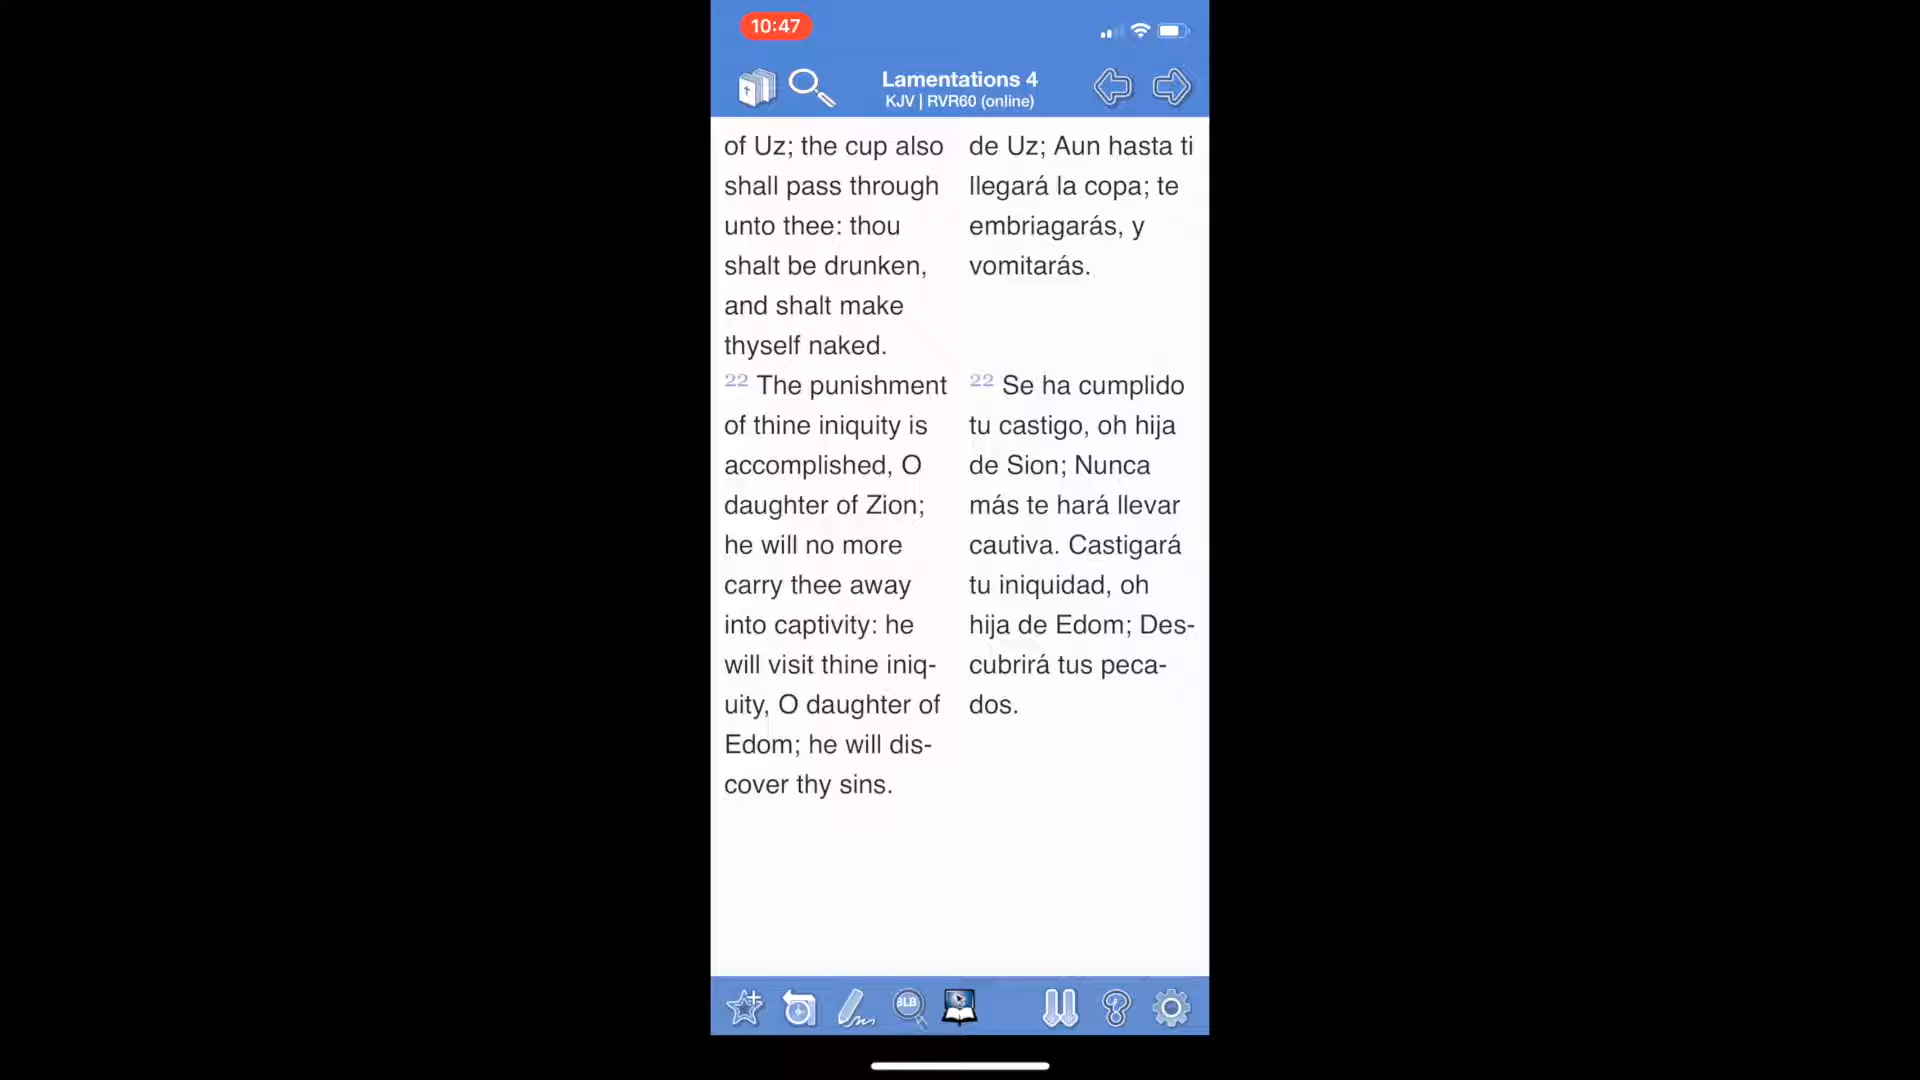 10:47
Lamentations 4
KJV | RVR60 (online)
of Uz; the cup also
shall pass through
unto thee: thou
shalt be drunken,
and shalt make
thyself naked.
22 The punishment
of thine iniquity is
accomplished, O
daughter of Zion;
he will no more
carry thee away
into captivity: he
will visit thine iniq-
uity, O daughter of
Edom; he will dis-
cover thy sins.
de Uz; Aun hasta ti
llegará la copa; te
embriagarás, y
vomitarás.
22 Se ha cumplido
tu castigo, oh hija
de Sion; Nunca
más te hará llevar
cautiva. Castigará
tu iniquidad, oh
hija de Edom; Des-
cubrirá tus peca-
dos.
BLB